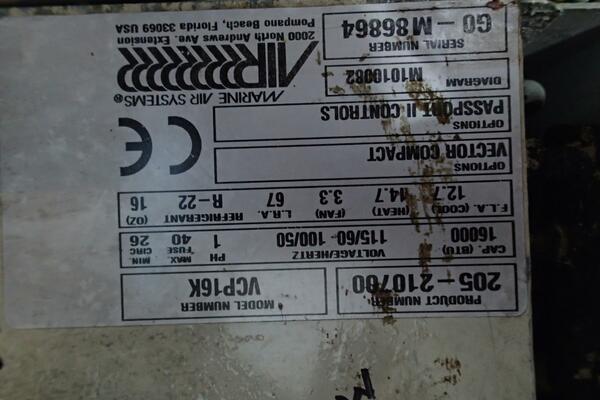 PRODUCT NUMBER
205-210700
MODEL NUMBER
VCP16K
CAP. (BTU)
16000
VOLTAGE/HERTZ
115/60-100/50
PH
1
MAX. FUSE
40
MIN. CIRC
26
F.L.A. (COOL)
12.7
(HEAT)
14.7
(FAN)
3.3
L.R.A.
67
REFRIGERANT
R-22
(OZ)
16
OPTIONS
VECTOR COMPACT
OPTIONS
PASSPORT II CONTROLS
CE
DIAGRAM
M1010082
SERIAL NUMBER
G0-M86864
MARINE AIR SYSTEMS®
AIR
2000 North Andrews Ave. Extension
Pompano Beach, Florida 33069 USA